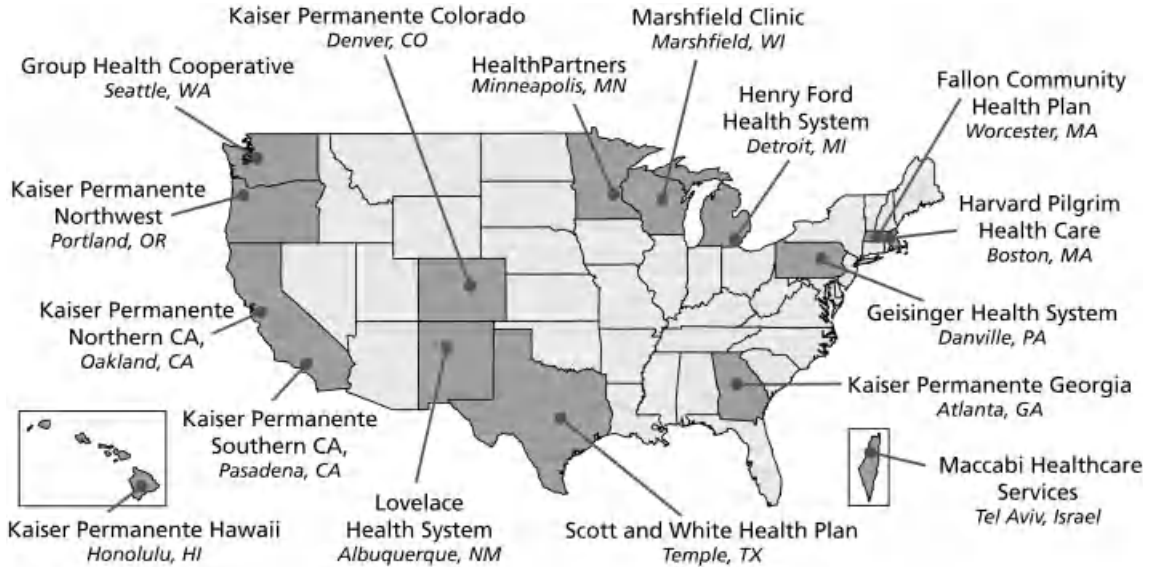 Kaiser Permanente Colorado
Denver, CO
Marshfield Clinic
Marshfield, WI
Group Health Cooperative
Seattle, WA
HealthPartners
Minneapolis, MN
Henry Ford
Health System
Detroit, MI
Fallon Community
Health Plan
Worcester, MA
Kaiser Permanente
Northwest
Portland, OR
Harvard Pilgrim
Health Care
Boston, MA
Kaiser Permanente
Northern CA,
Oakland, CA
Geisinger Health System
Danville, PA
Kaiser Permanente Georgia
Atlanta, GA
Kaiser Permanente
Southern CA,
Pasadena, CA
Maccabi Healthcare
Services
Tel Aviv, Israel
Kaiser Permanente Hawaii
Honolulu, HI
Lovelace
Health System
Albuquerque, NM
Scott and White Health Plan
Temple, TX